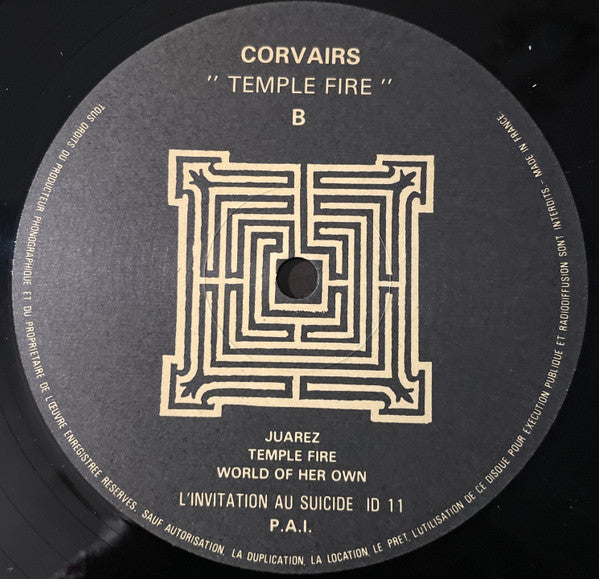 CORVAIRS
" TEMPLE FIRE "
B
JUAREZ
TEMPLE FIRE
WORLD OF HER OWN
L'INVITATION AU SUICIDE ID 11
P.A.I.
TOUS DROITS DU PRODUCTEUR PHONOGRAPHIQUE ET DU PROPRIETAIRE DE L'ŒUVRE ENREGISTREE RESERVES. SAUF AUTORISATION, LA DUPLICATION, LA LOCATION, LE PRET, L'UTILISATION DE CE DISQUE POUR EXECUTION PUBLIQUE ET RADIODIFFUSION SONT INTERDITS - MADE IN FRANCE.